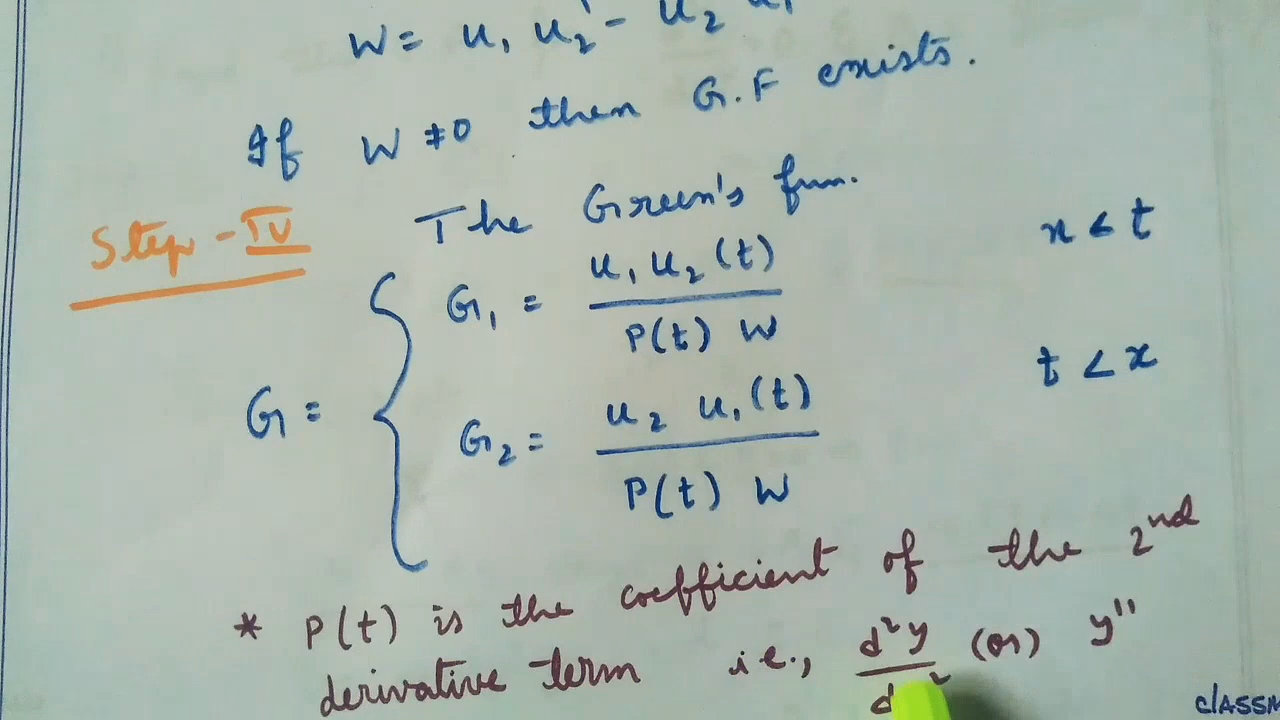 W = u₁ u₂' - u₂ u₁
If W ≠ 0 then G.F exists.
Step - IV
The Green's fun.
G = { G₁ = u₁ u₂(t) / P(t) W x < t
G₂ = u₂ u₁(t) / P(t) W t < x
* P(t) is the coefficient of the 2nd
derivative term i.e., d²y / d ² (or) y''